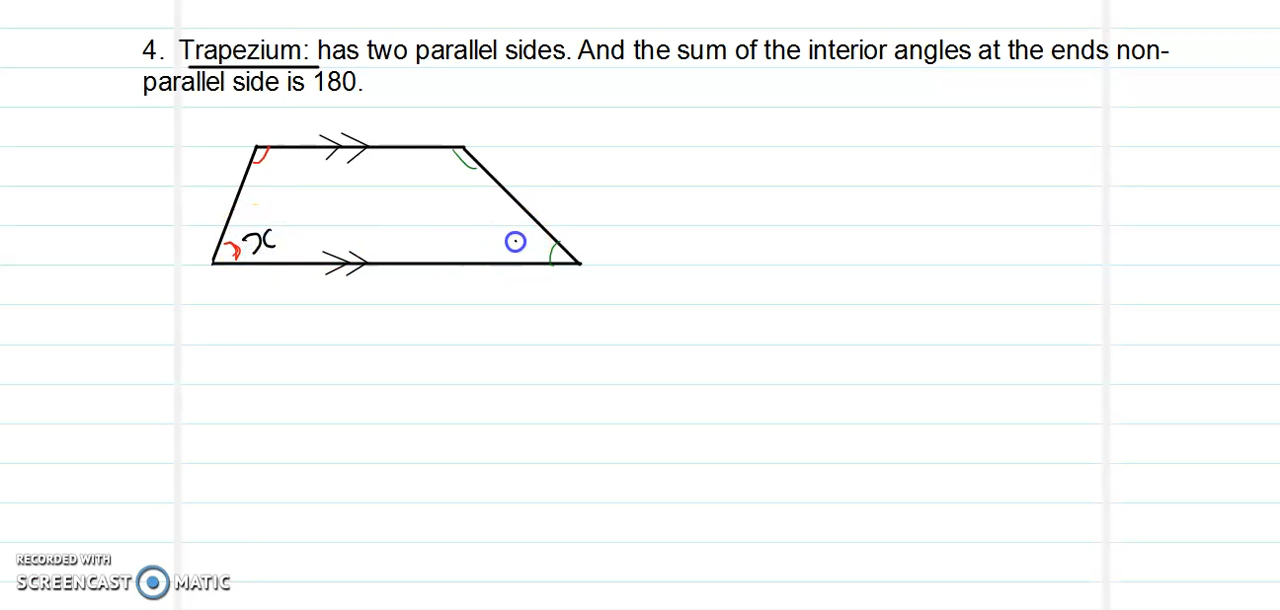 4. Trapezium: has two parallel sides. And the sum of the interior angles at the ends non-
parallel side is 180.
x
RECORDED WITH
SCREENCAST MATIC